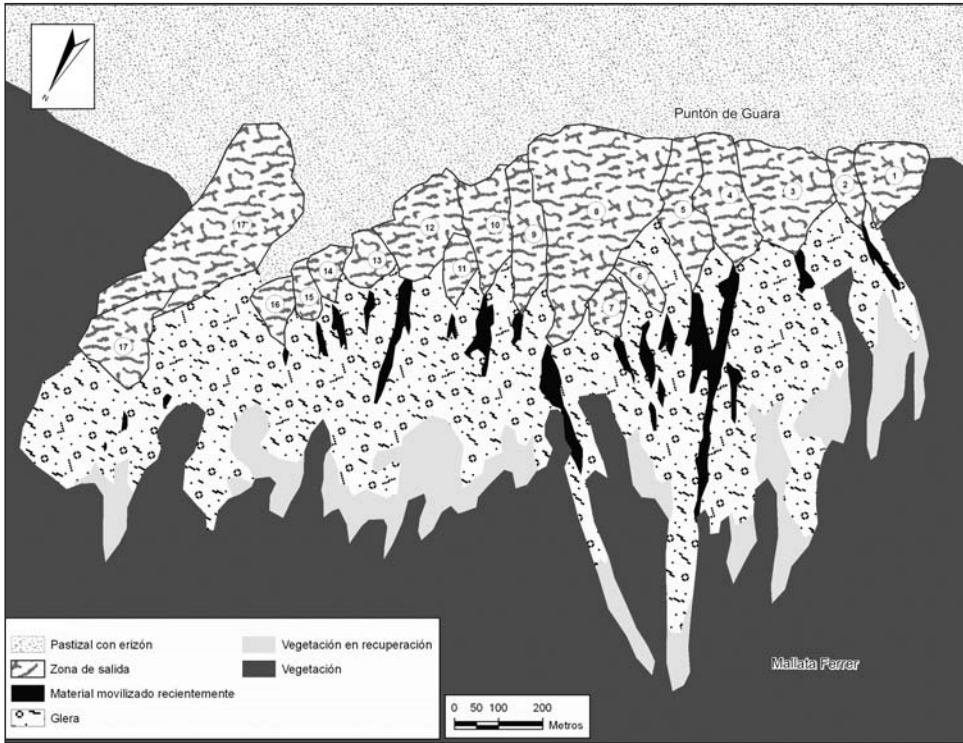 N
Puntón de Guara
1
2
3
4
5
6
7
8
9
10
11
12
13
14
15
16
17
17
Pastizal con erizón
Zona de salida
Material movilizado recientemente
Glera
Vegetación en recuperación
Vegetación
0 50 100 200
Metros
Mallata Ferrer